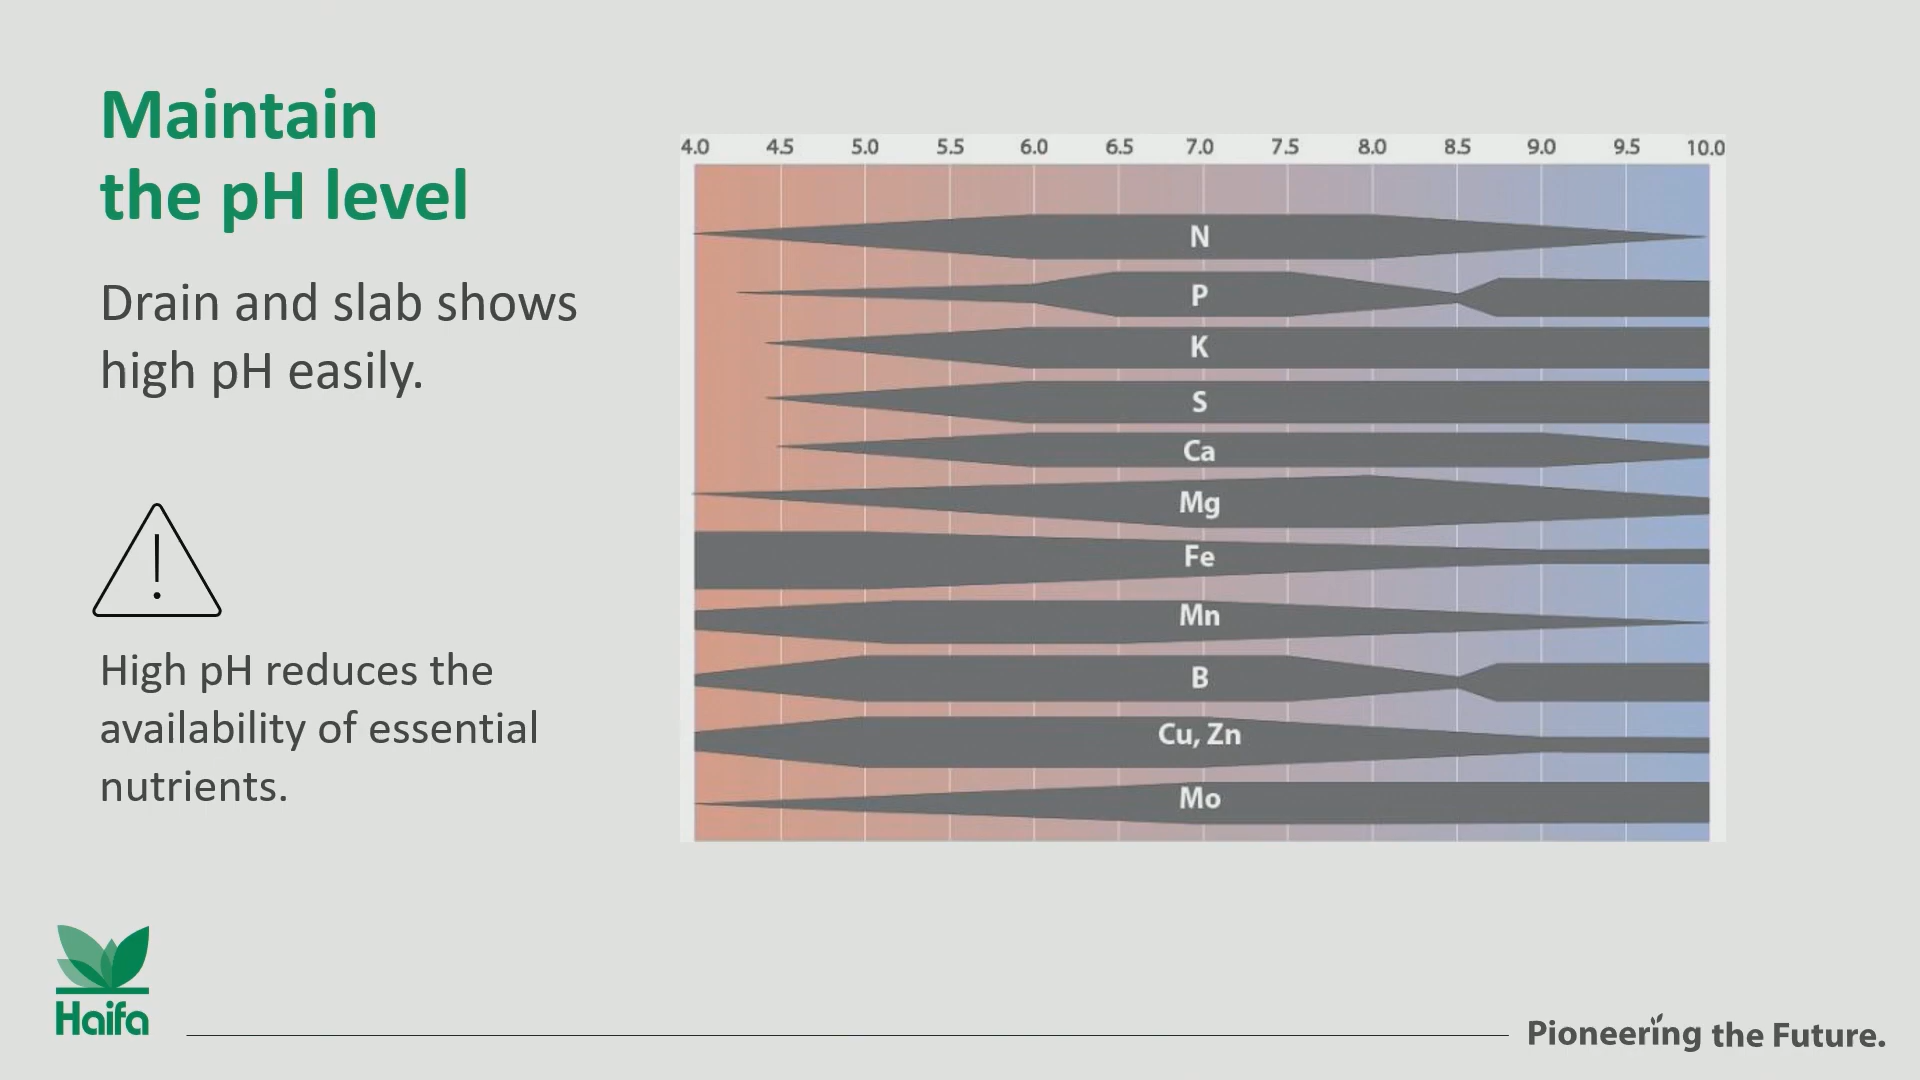 Maintain
the pH level
Drain and slab shows
high pH easily.
!
High pH reduces the
availability of essential
nutrients.
4.0 4.5 5.0 5.5 6.0 6.5 7.0 7.5 8.0 8.5 9.0 9.5 10.0
N
P
K
S
Ca
Mg
Fe
Mn
B
Cu, Zn
Mo
Haifa
Pioneering the Future.